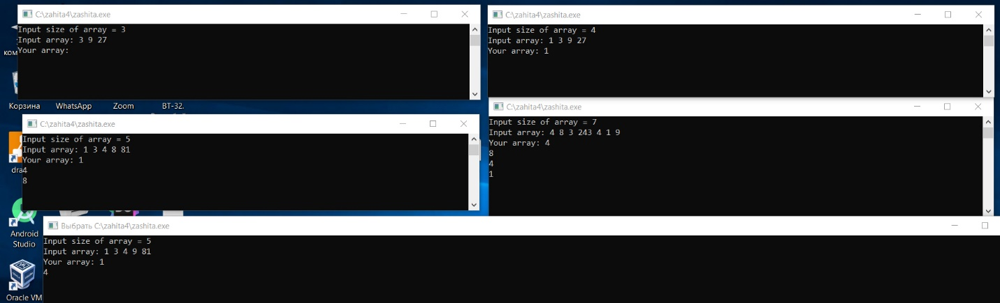 C:\zahita4\zashita.exe
Input size of array = 3
Input array: 3 9 27
Your array:
C:\zahita4\zashita.exe
Input size of array = 4
Input array: 1 3 9 27
Your array: 1
Корзина
WhatsApp
Zoom
BT-32.
C:\zahita4\zashita.exe
Input size of array = 5
Input array: 1 3 4 8 81
Your array: 1
4
8
C:\zahita4\zashita.exe
Input size of array = 7
Input array: 4 8 3 243 4 1 9
Your array: 4
8
4
1
ком
dra
Android
Studio
Oracle VM
Выбрать C:\zahita4\zashita.exe
Input size of array = 5
Input array: 1 3 4 9 81
Your array: 1
4